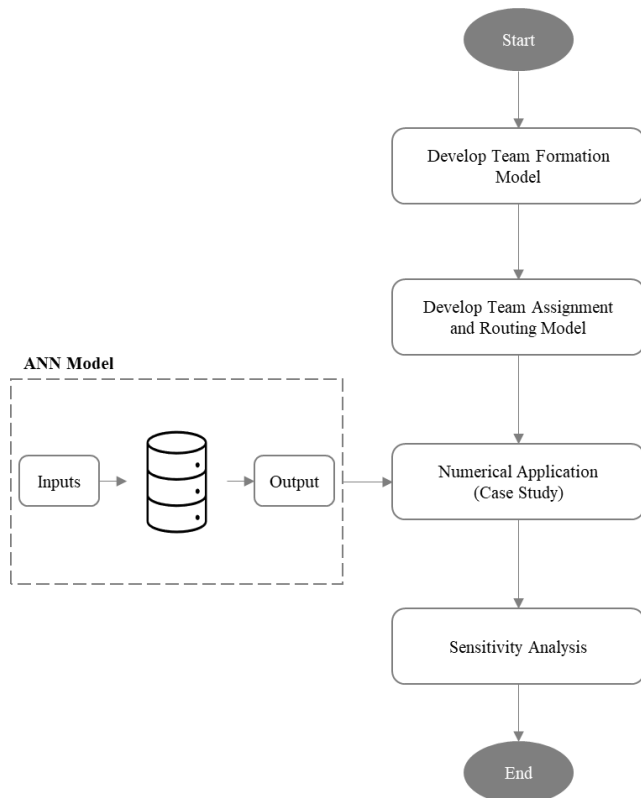 Start
Develop Team Formation
Model
Develop Team Assignment
and Routing Model
ANN Model
Inputs
Output
Numerical Application
(Case Study)
Sensitivity Analysis
End